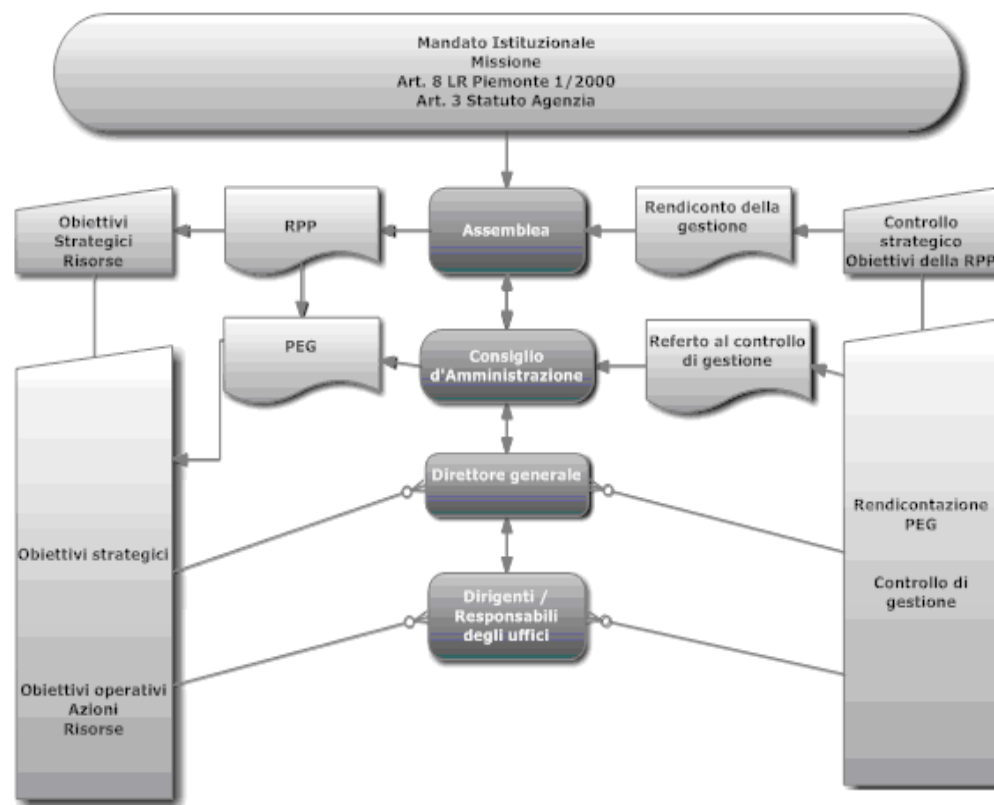 Mandato Istituzionale
Missione
Art. 8 LR Piemonte 1/2000
Art. 3 Statuto Agenzia
Obiettivi
Strategici
Risorse
RPP
Assemblea
Rendiconto della
gestione
Controllo
strategico
Obiettivi della RPP
PEG
Consiglio
d'Amministrazione
Referto al controllo
di gestione
Direttore generale
Rendicontazione
PEG
Obiettivi strategici
Controllo di
gestione
Dirigenti /
Responsabili
degli uffici
Obiettivi operativi
Azioni
Risorse